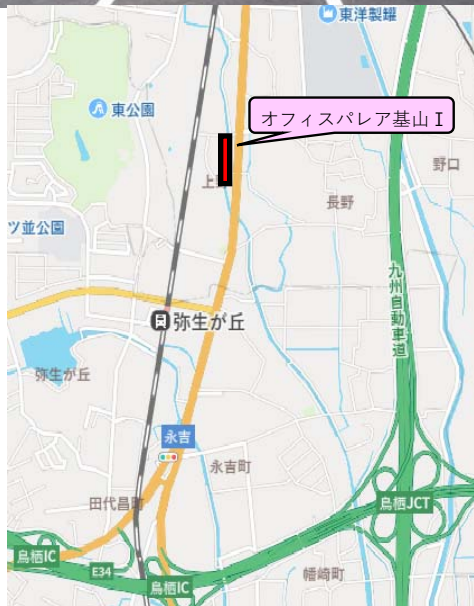 東洋製罐
東公園
オフィスパレア基山Ⅰ
野口
長野
ツ並公園
九州自動車道
弥生が丘
弥生が丘
永吉
永吉町
田代昌町
鳥栖JCT
鳥栖IC
E34
鳥栖IC
幡崎町